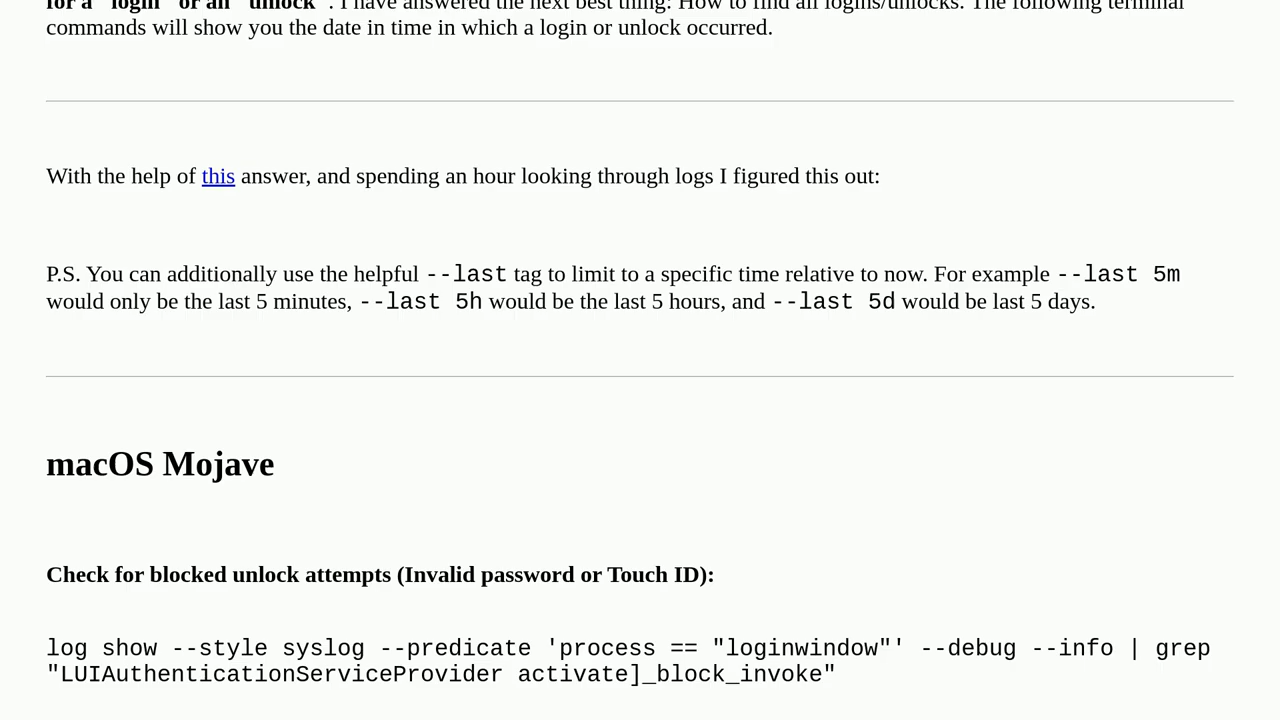 for a "login" or an "unlock". I have answered the next best thing: How to find all logins/unlocks. The following terminal
commands will show you the date in time in which a login or unlock occurred.
With the help of this answer, and spending an hour looking through logs I figured this out:
P.S. You can additionally use the helpful --last tag to limit to a specific time relative to now. For example --last 5m
would only be the last 5 minutes, --last 5h would be the last 5 hours, and --last 5d would be last 5 days.
macOS Mojave
Check for blocked unlock attempts (Invalid password or Touch ID):
log show --style syslog --predicate 'process == "loginwindow"' --debug --info | grep
"LUIAuthenticationServiceProvider activate]_block_invoke"